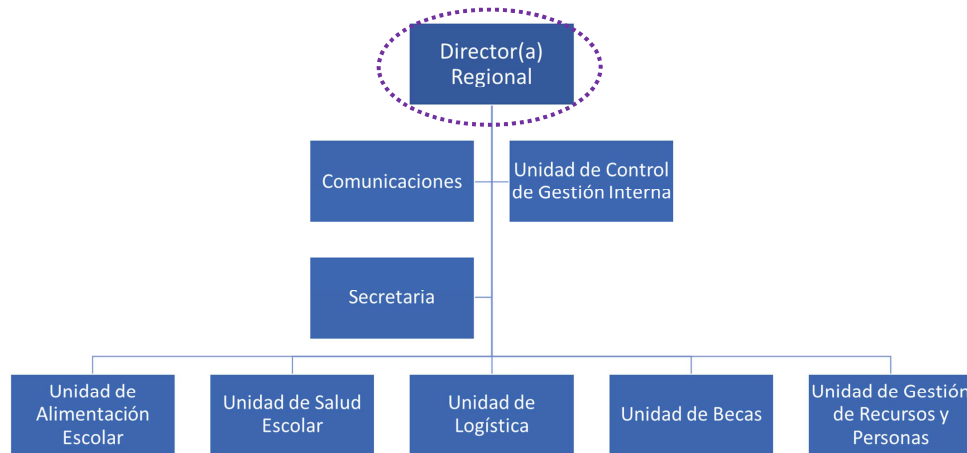 Director(a)
Regional
Comunicaciones
Unidad de Control
de Gestión Interna
Secretaria
Unidad de
Alimentación
Escolar
Unidad de Salud
Escolar
Unidad de
Logística
Unidad de Becas
Unidad de Gestión
de Recursos y
Personas